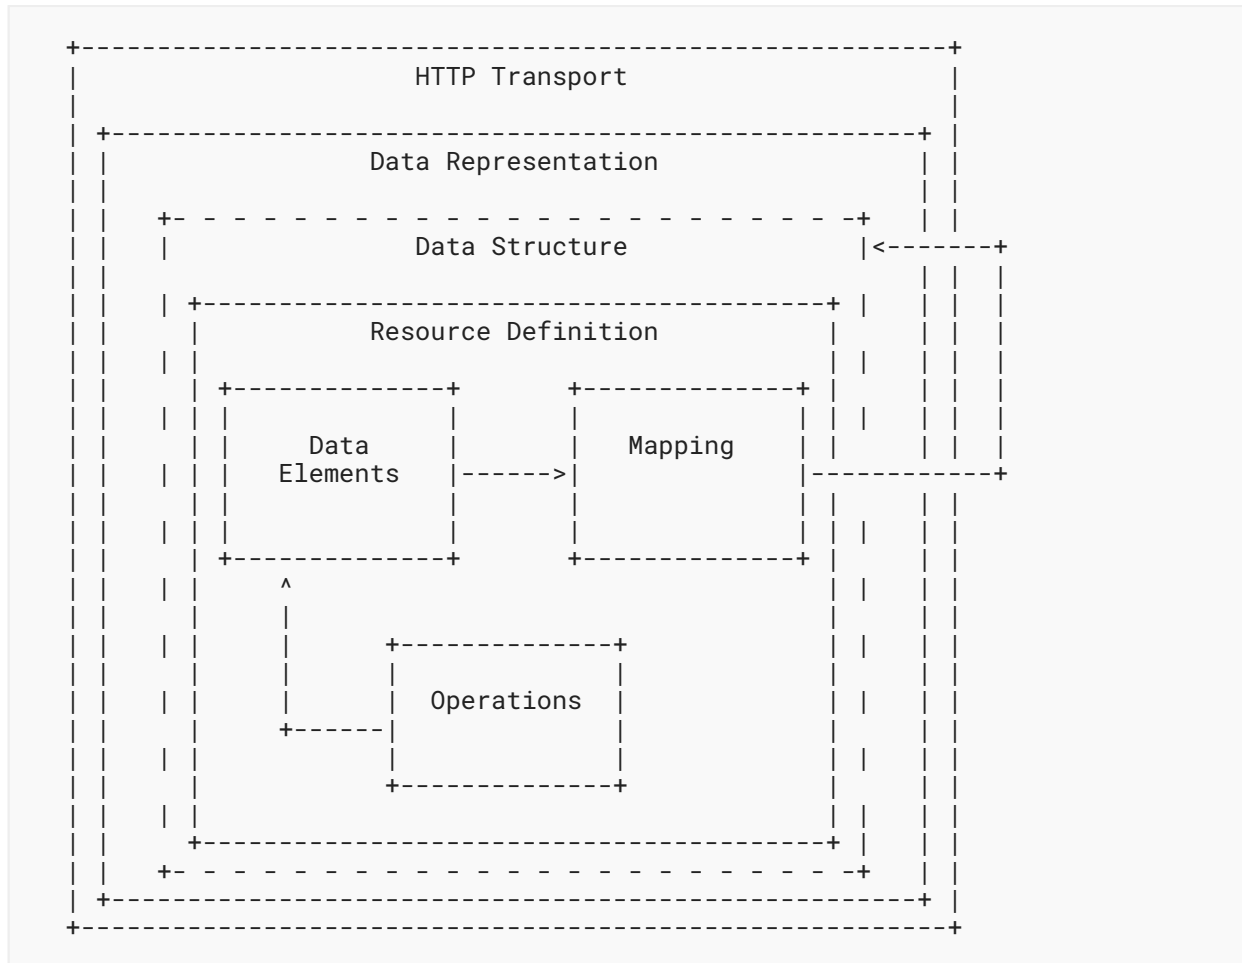 HTTP Transport
Data Representation
Data Structure
Resource Definition
Data
Elements
Mapping
Operations